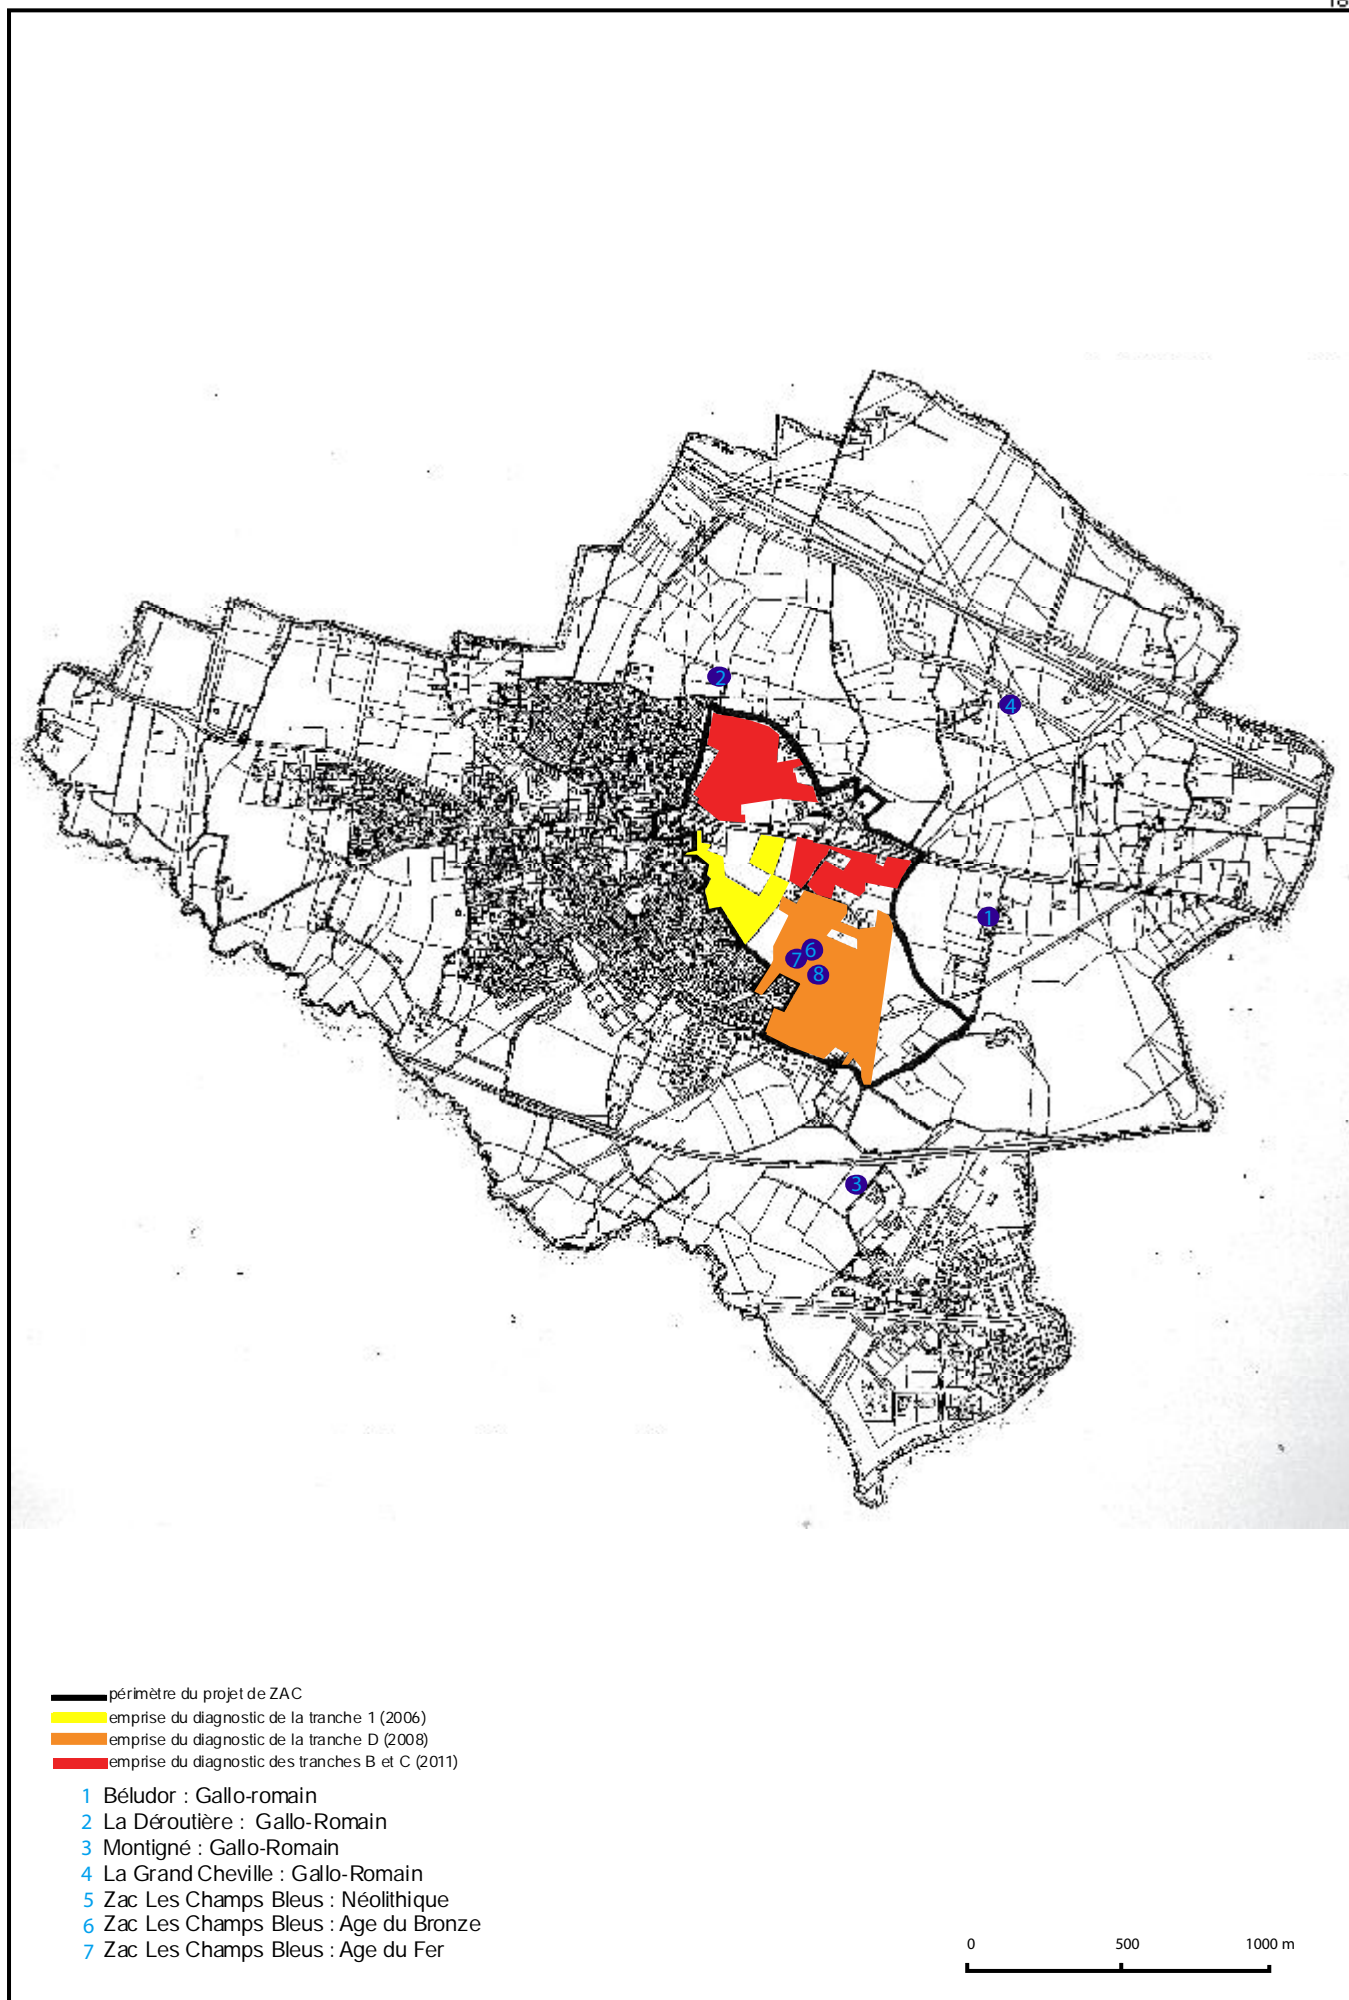 2
4
1
6
7
8
3
périmètre du projet de ZAC
emprise du diagnostic de la tranche 1 (2006)
emprise du diagnostic de la tranche D (2008)
emprise du diagnostic des tranches B et C (2011)
1 Béludor : Gallo-romain
2 La Déroutière : Gallo-Romain
3 Montigné : Gallo-Romain
4 La Grand Cheville : Gallo-Romain
5 Zac Les Champs Bleus : Néolithique
6 Zac Les Champs Bleus : Age du Bronze
7 Zac Les Champs Bleus : Age du Fer
0 500 1000 m